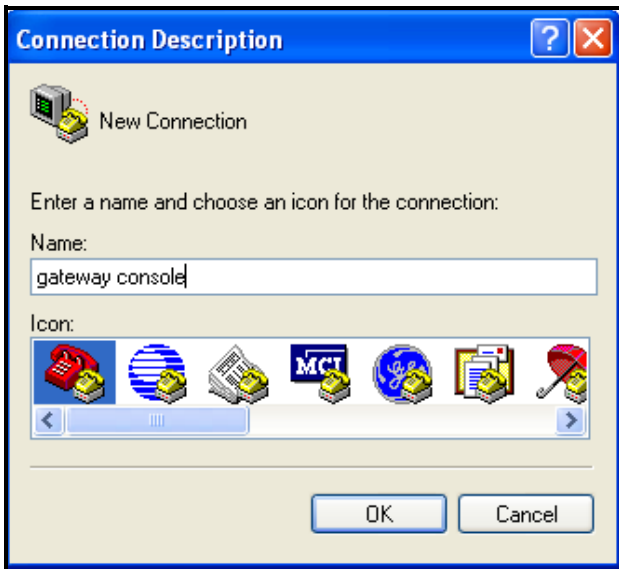 Connection Description
New Connection
Enter a name and choose an icon for the connection:
Name:
gateway console
Icon:
MCI
OK Cancel